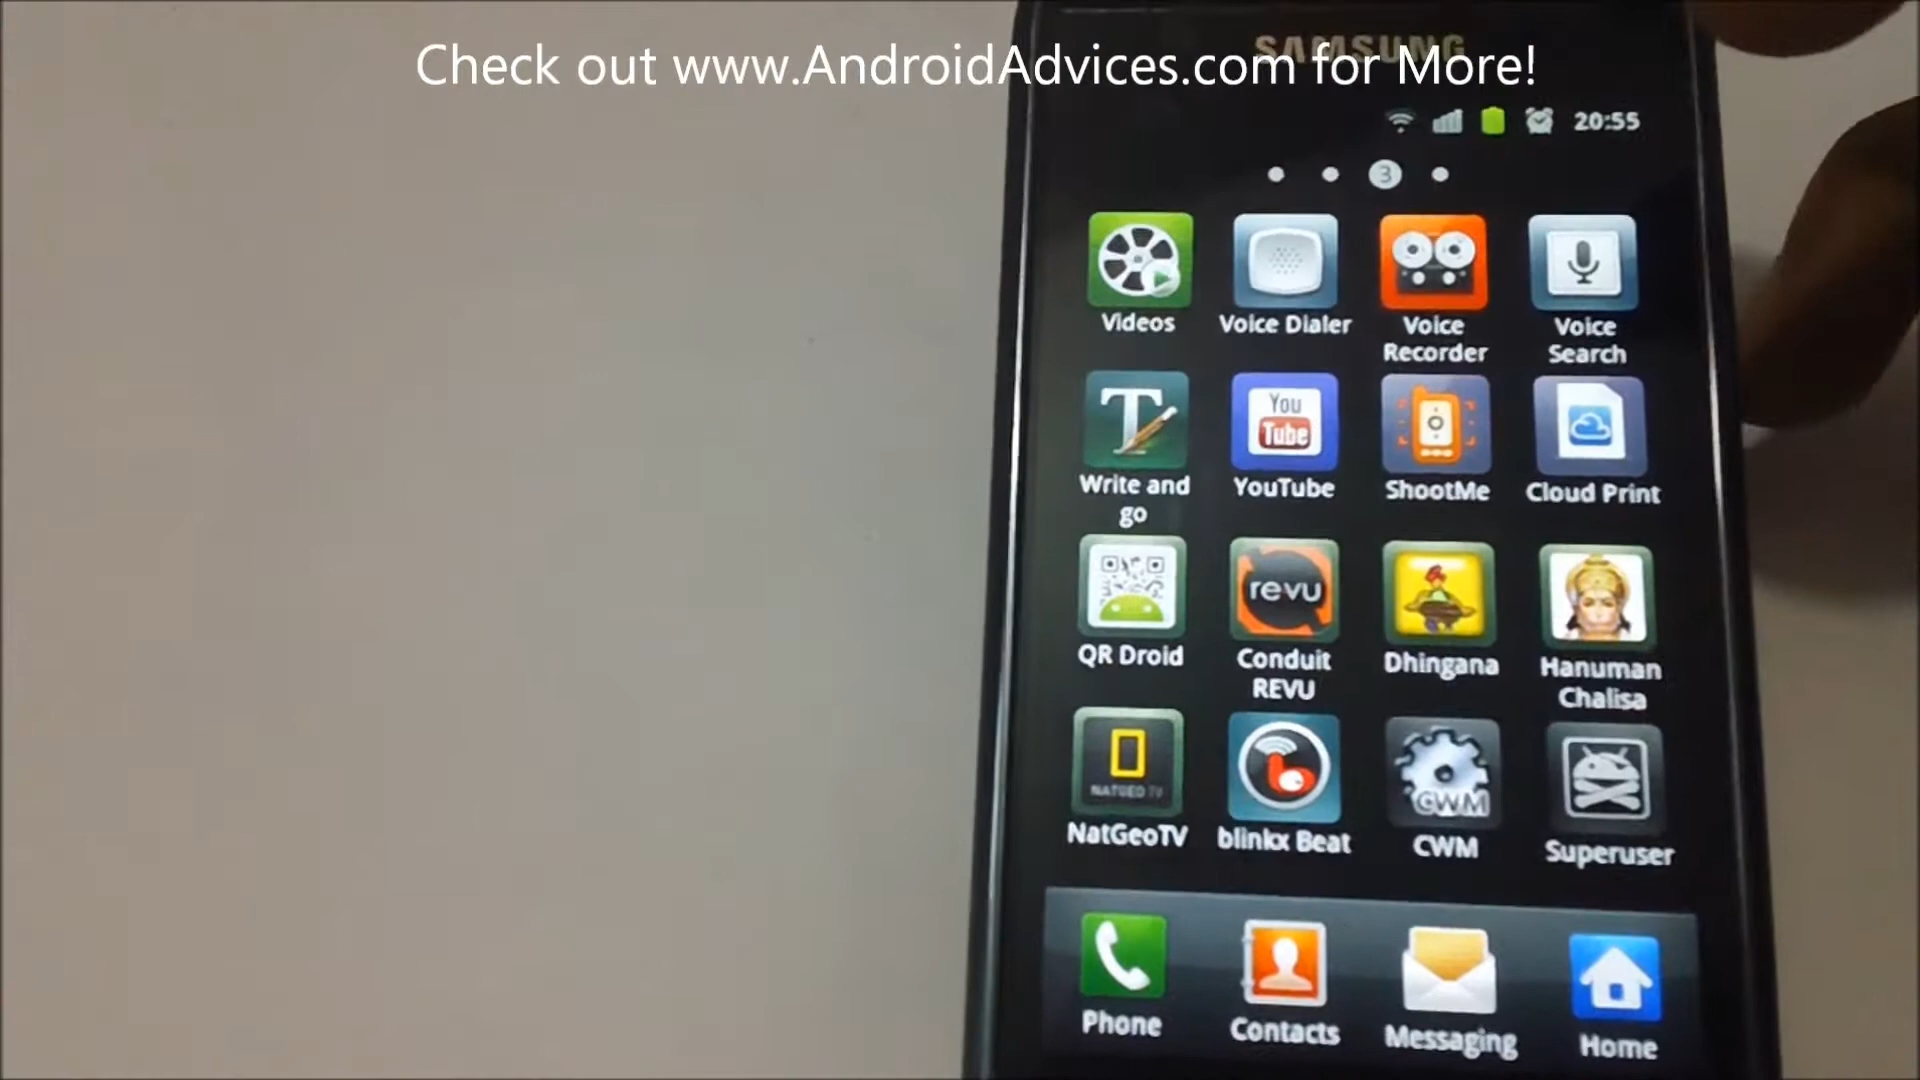 Check out www.AndroidAdvices.com for More!
SAMSUNG
20:55
3
Videos
Voice Dialer
Voice
Recorder
Voice
Search
T
You
Tube
Write and
go
YouTube
ShootMe
Cloud Print
revu
QR Droid
Conduit
REVU
Dhingana
Hanuman
Chalisa
NATGEO TV
CWM
NatGeoTV
blinkx Beat
CWM
Superuser
Phone
Contacts
Messaging
Home